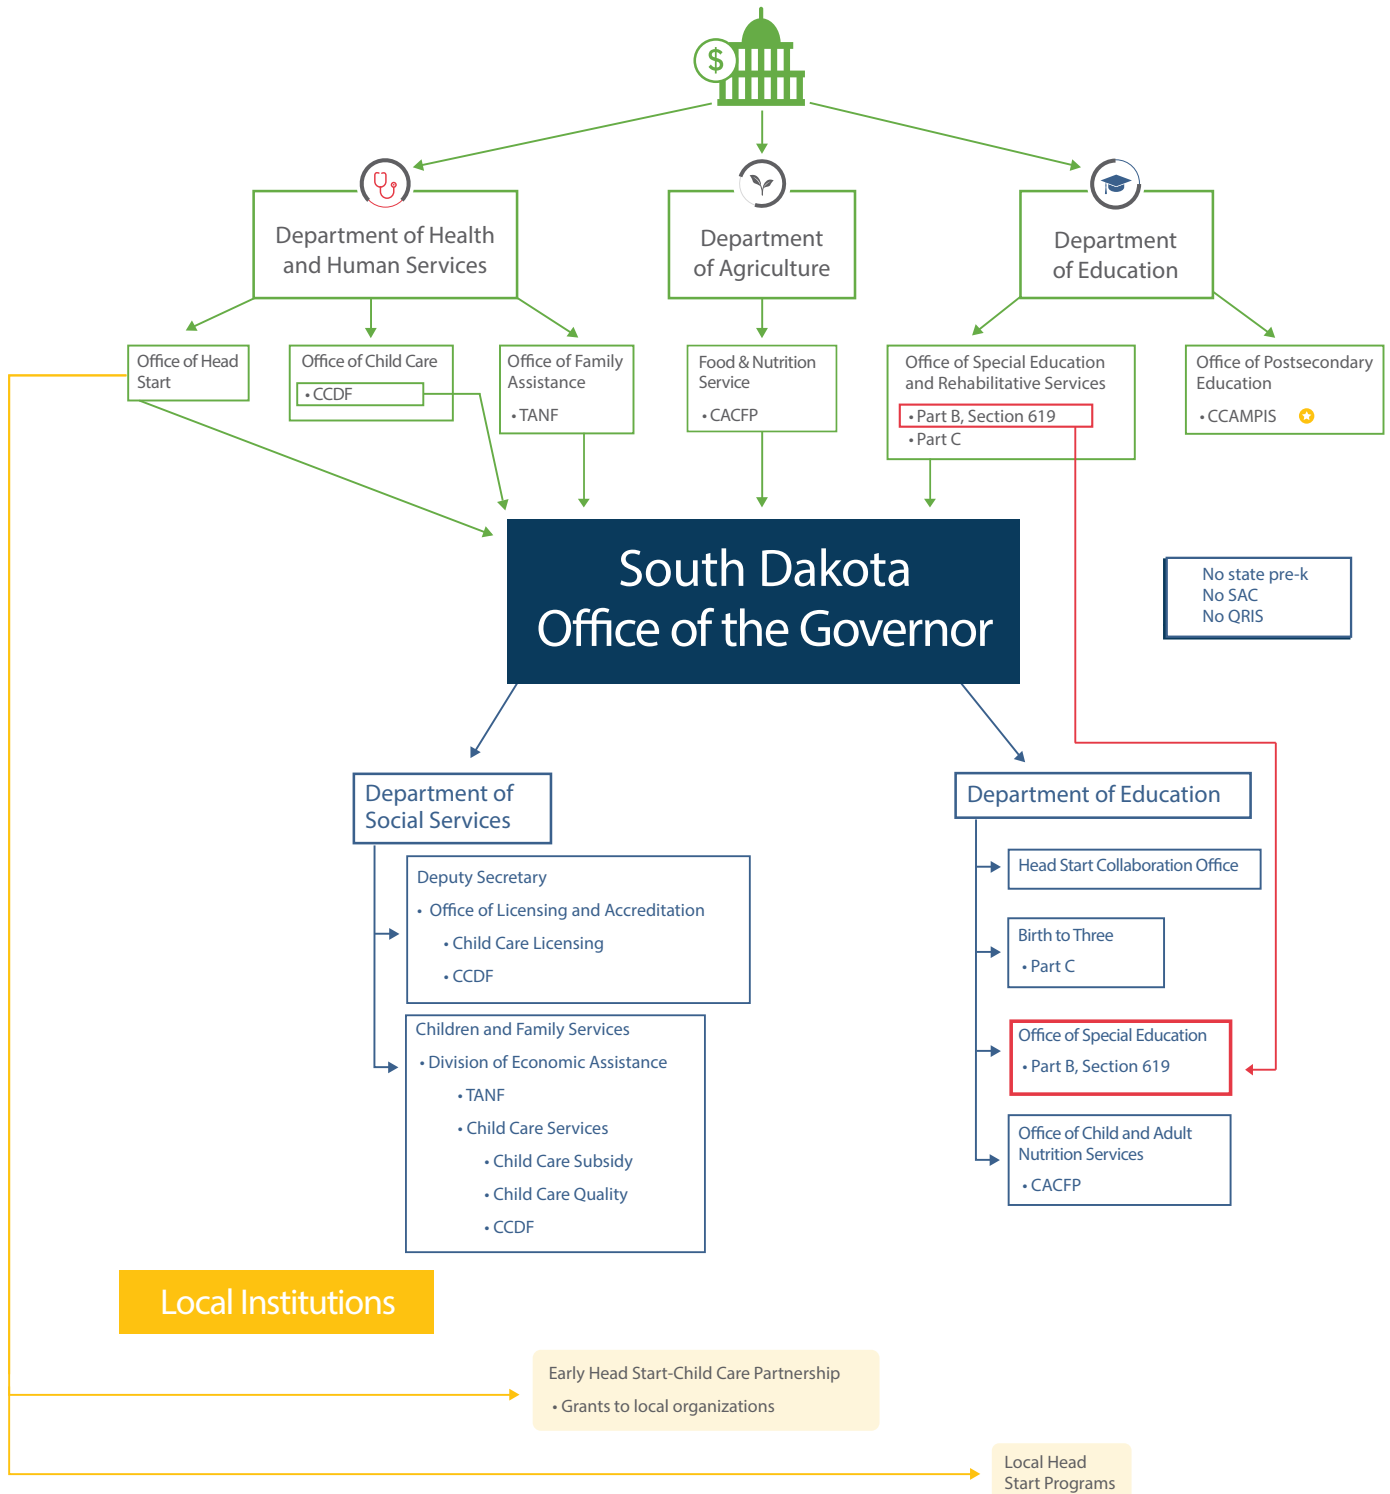 $
Department of Health
and Human Services
Department
of Agriculture
Department
of Education
Office of Head
Start
Office of Child Care
• CCDF
Office of Family
Assistance
• TANF
Food & Nutrition
Service
• CACFP
Office of Special Education
and Rehabilitative Services
• Part B, Section 619
• Part C
Office of Postsecondary
Education
• CCAMPIS
South Dakota
Office of the Governor
No state pre-k
No SAC
No QRIS
Department of
Social Services
Deputy Secretary
• Office of Licensing and Accreditation
• Child Care Licensing
• CCDF
Children and Family Services
• Division of Economic Assistance
• TANF
• Child Care Services
• Child Care Subsidy
• Child Care Quality
• CCDF
Department of Education
Head Start Collaboration Office
Birth to Three
• Part C
Office of Special Education
• Part B, Section 619
Office of Child and Adult
Nutrition Services
• CACFP
Local Institutions
Early Head Start-Child Care Partnership
• Grants to local organizations
Local Head
Start Programs